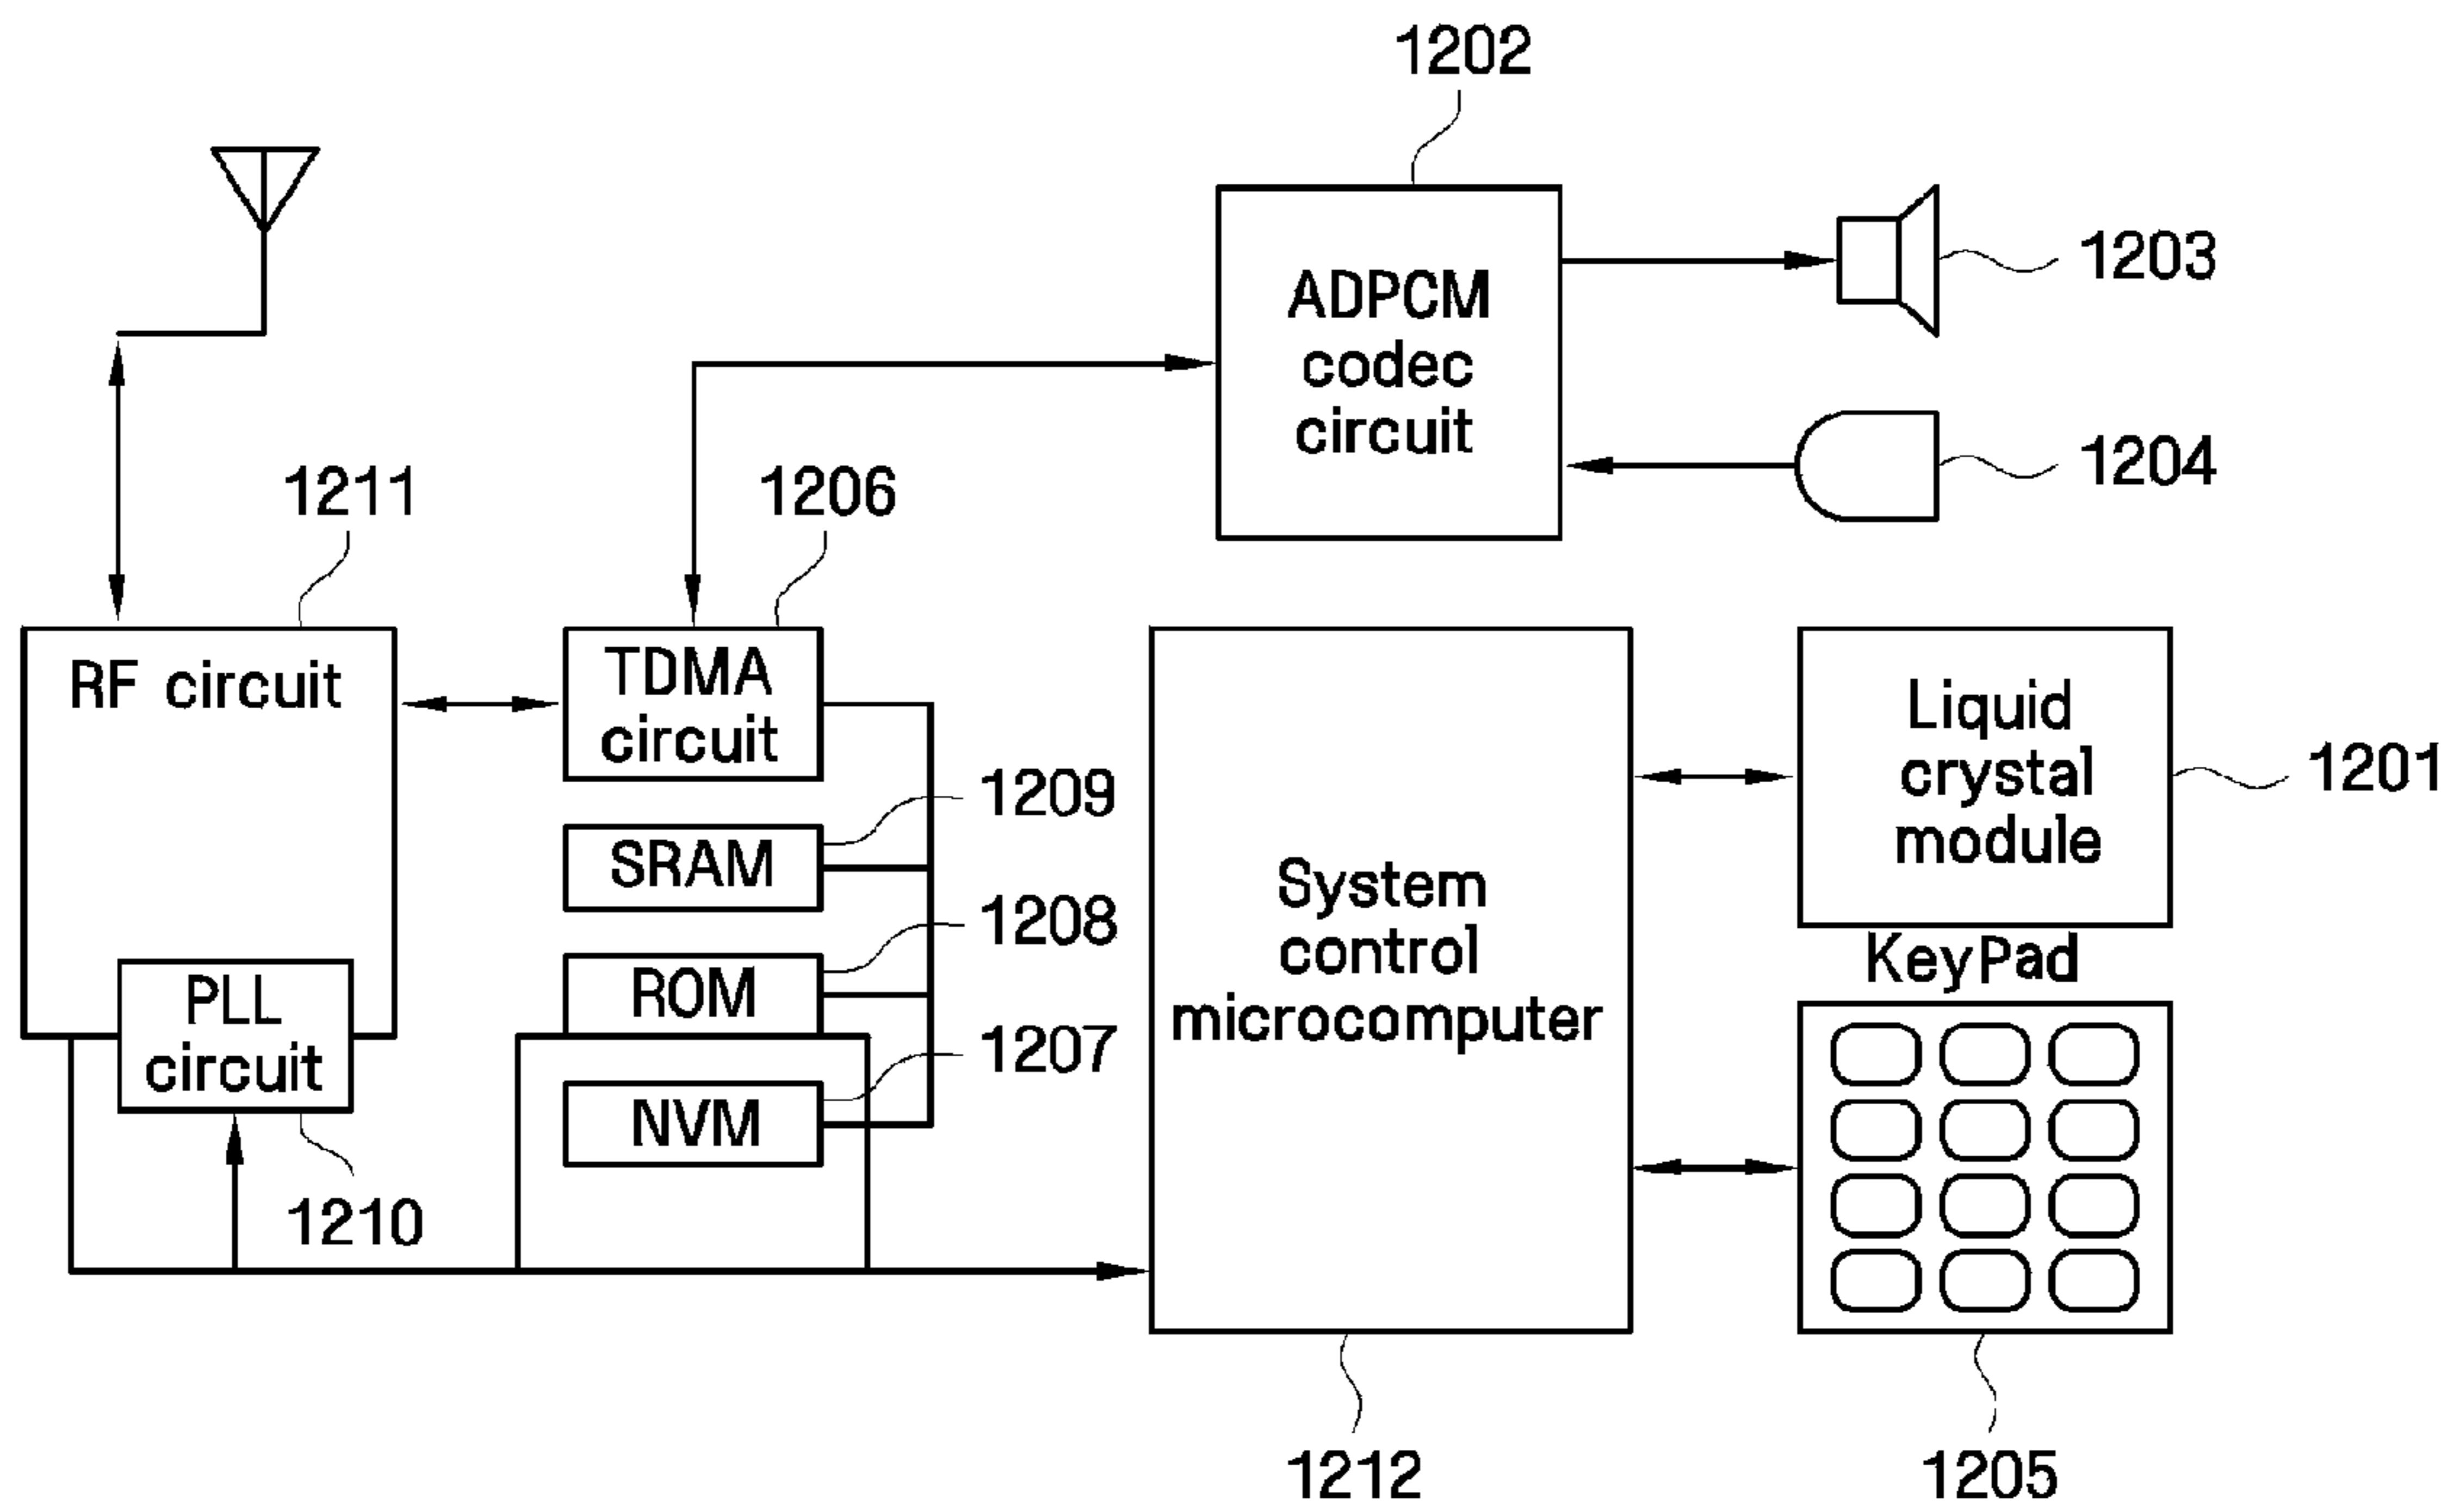 1202
1203
ADPCM
codec
circuit
1204
1211
1206
RF circuit
TDMA
circuit
1209
SRAM
1208
ROM
1207
NVM
PLL
circuit
1210
System
control
microcomputer
1212
Liquid
crystal
module
1201
KeyPad
1205